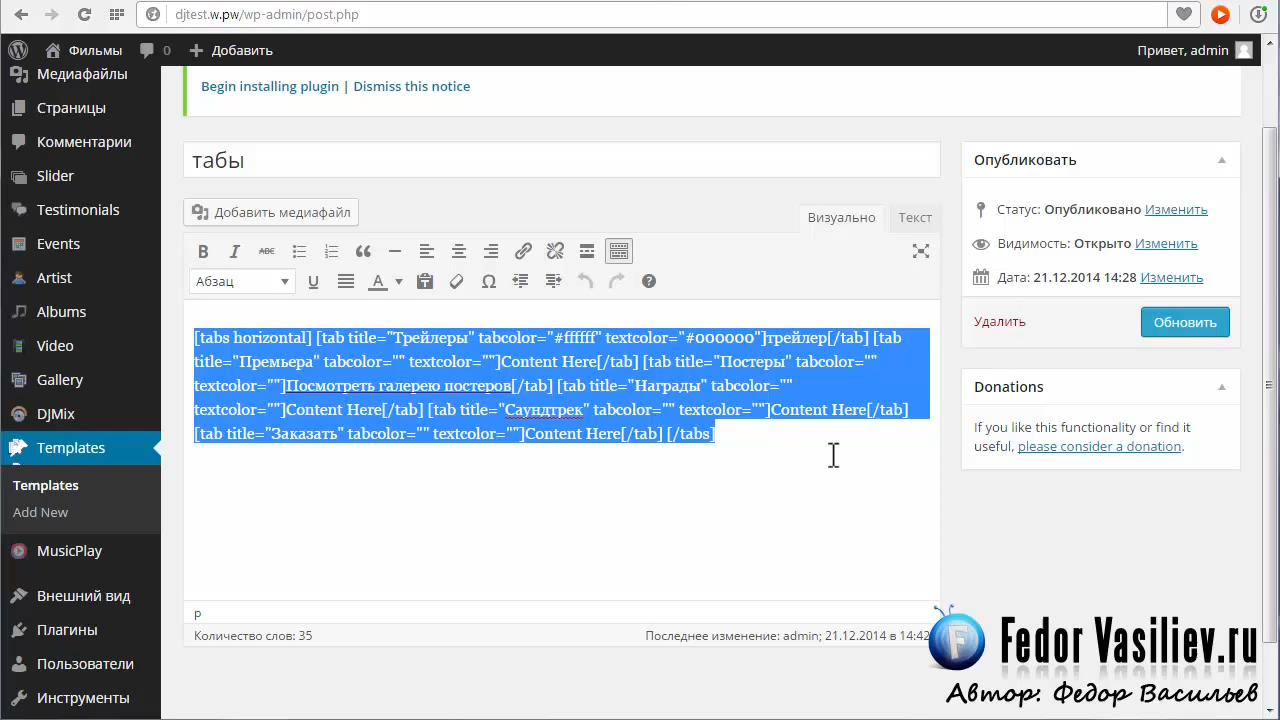 djtest.w.pw/wp-admin/post.php
Фильмы 0 Добавить
Привет, admin
Медиафайлы
Страницы
Комментарии
Slider
Testimonials
Events
Artist
Albums
Video
Gallery
DJMix
Templates
Templates
Add New
MusicPlay
Внешний вид
Плагины
Пользователи
Инструменты
Begin installing plugin | Dismiss this notice
табы
Добавить медиафайл
Визуально Текст
B I ABC
Абзац U A
[tabs horizontal] [tab title="Трейлеры" tabcolor="#ffffff" textcolor="#000000"]трейлер[/tab] [tab
title="Премьера" tabcolor="" textcolor=""]Content Here[/tab] [tab title="Постеры" tabcolor=""
textcolor=""]Посмотреть галерею постеров[/tab] [tab title="Награды" tabcolor=""
textcolor=""]Content Here[/tab] [tab title="Саундтрек" tabcolor="" textcolor=""]Content Here[/tab]
[tab title="Заказать" tabcolor="" textcolor=""]Content Here[/tab] [/tabs]
p
Количество слов: 35
Последнее изменение: admin; 21.12.2014 в 14:42
Опубликовать
Статус: Опубликовано Изменить
Видимость: Открыто Изменить
Дата: 21.12.2014 14:28 Изменить
Удалить
Обновить
Donations
If you like this functionality or find it
useful, please consider a donation.
F
Fedor Vasiliev.ru
Автор: Федор Васильев